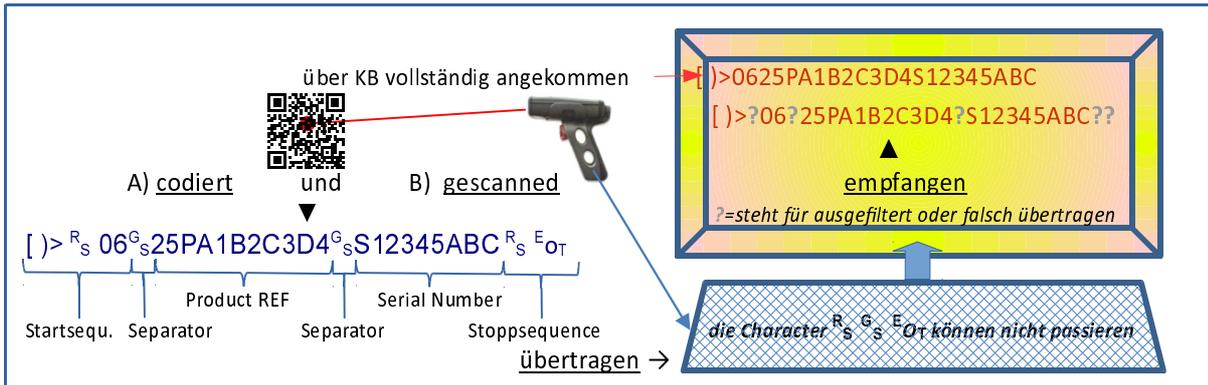 über KB vollständig angekommen
[ )>0625PA1B2C3D4S12345ABC
[ )>?06?25PA1B2C3D4?S12345ABC??
A) codiert und B) gescanned
empfangen
?=steht für ausgefiltert oder falsch übertragen
[ )> RS 06GS25PA1B2C3D4GSS12345ABC RS EOT
Product REF Serial Number
Startsequ. Separator Separator Stoppsequence
die Character RS GS EOT können nicht passieren
übertragen →